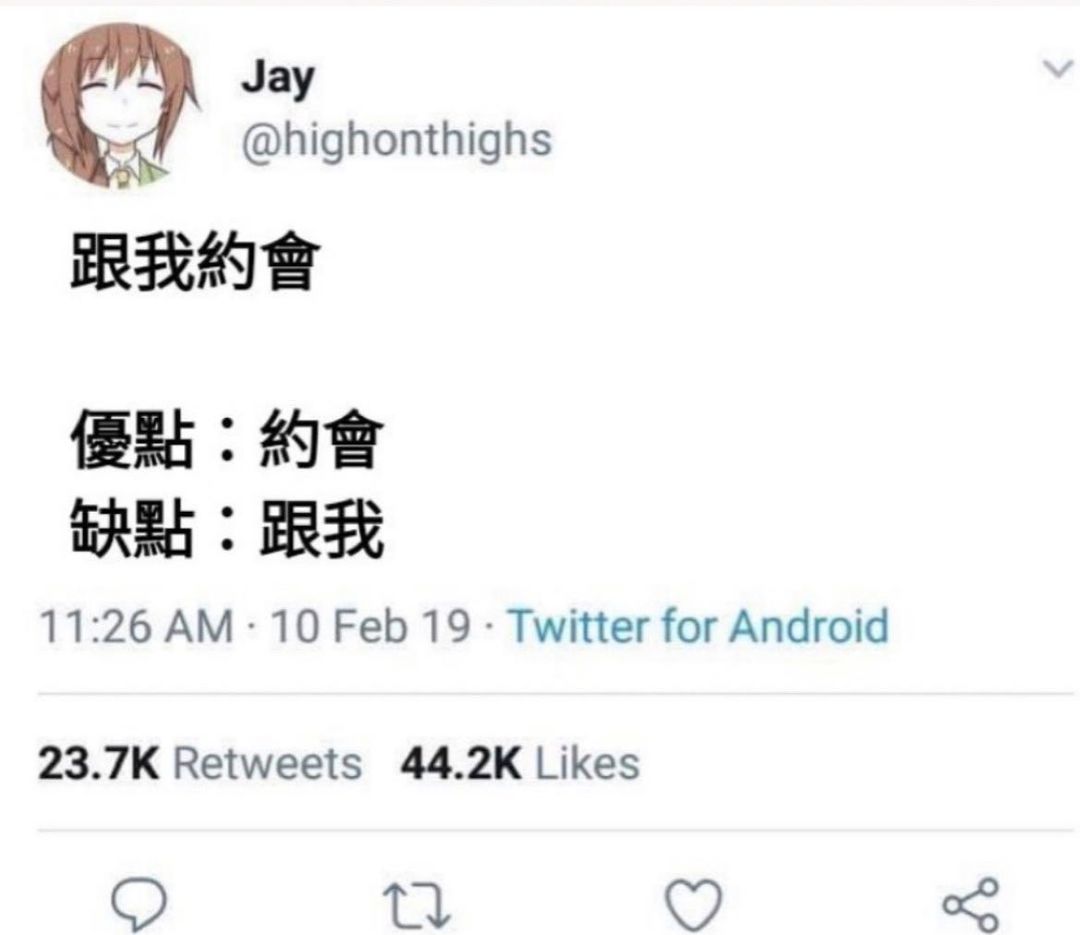 Jay
@highonthighs
跟我約會
優點：約會
缺點：跟我
11:26 AM · 10 Feb 19 · Twitter for Android
23.7K Retweets 44.2K Likes